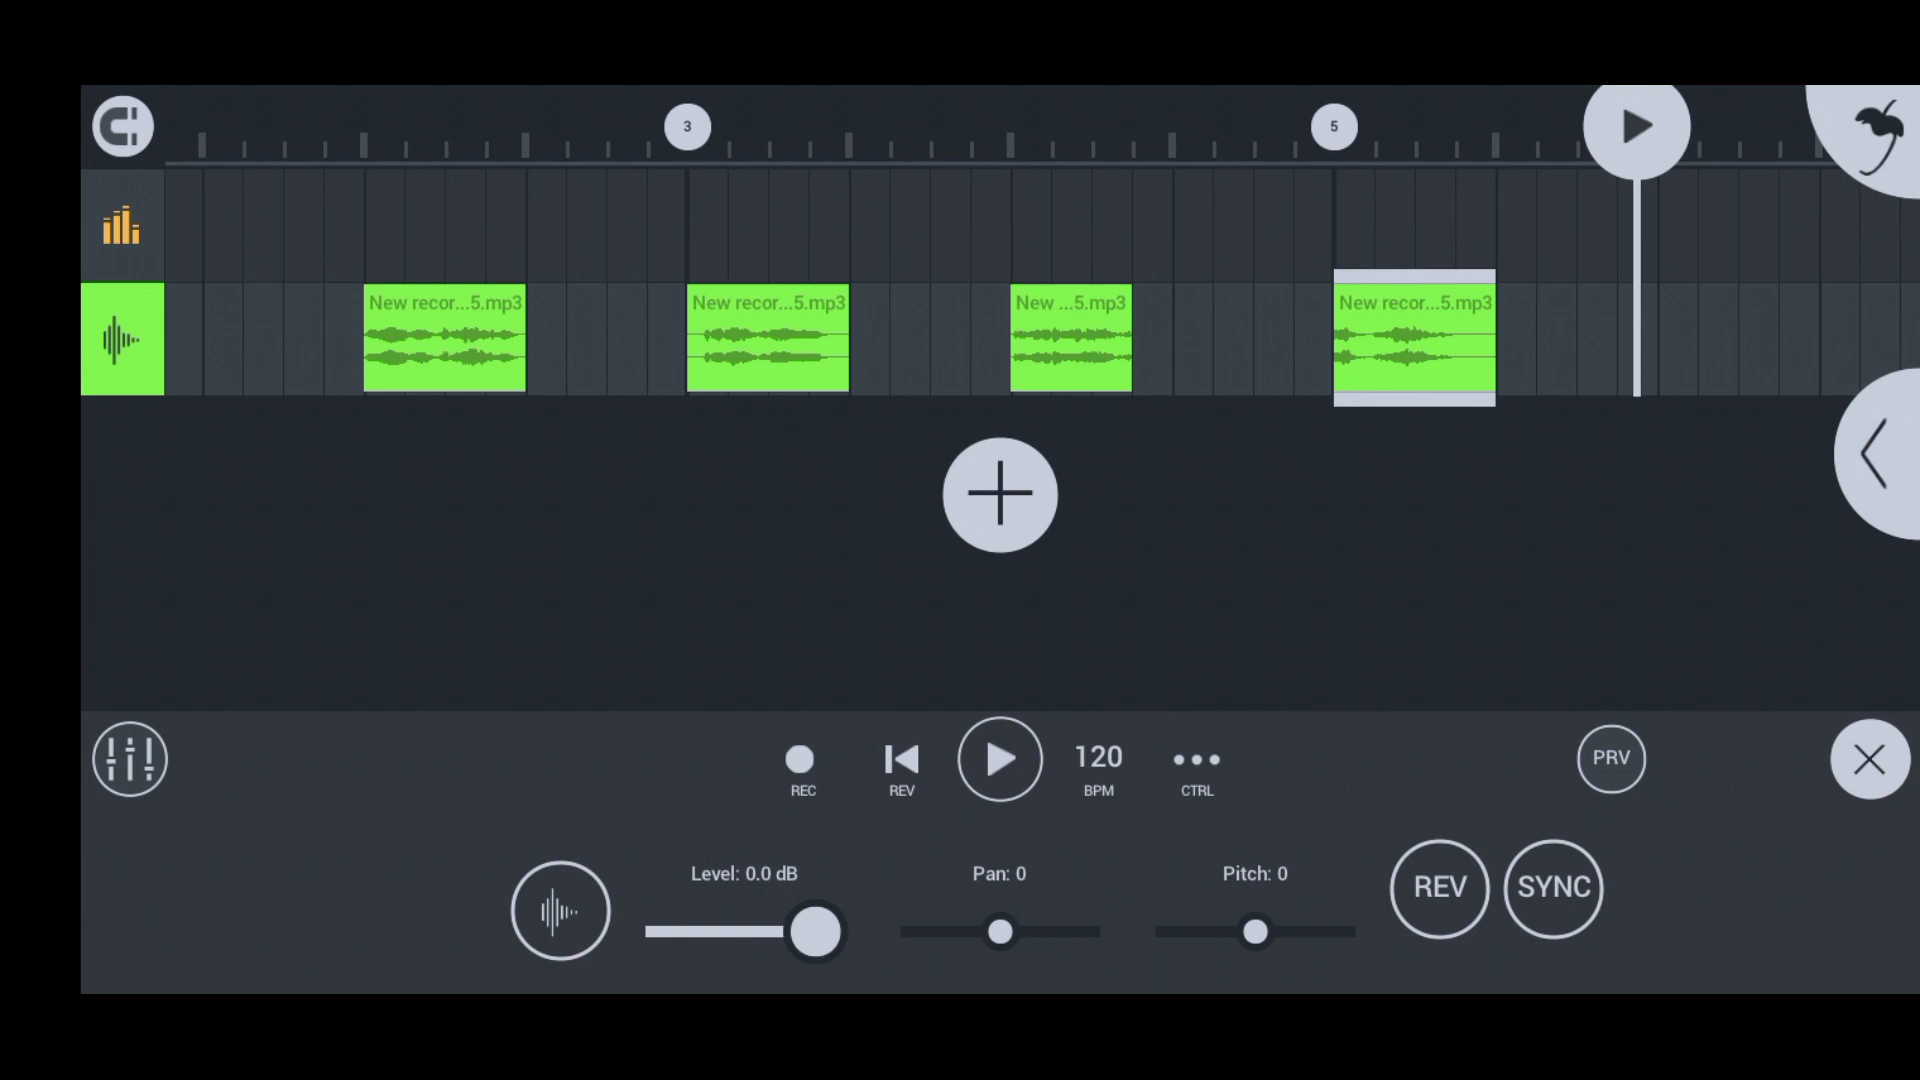 3
5
New recor...5.mp3
New recor...5.mp3
New ...5.mp3
New recor...5.mp3
120
PRV
REC
REV
BPM
CTRL
Level: 0.0 dB
Pan: 0
Pitch: 0
REV
SYNC